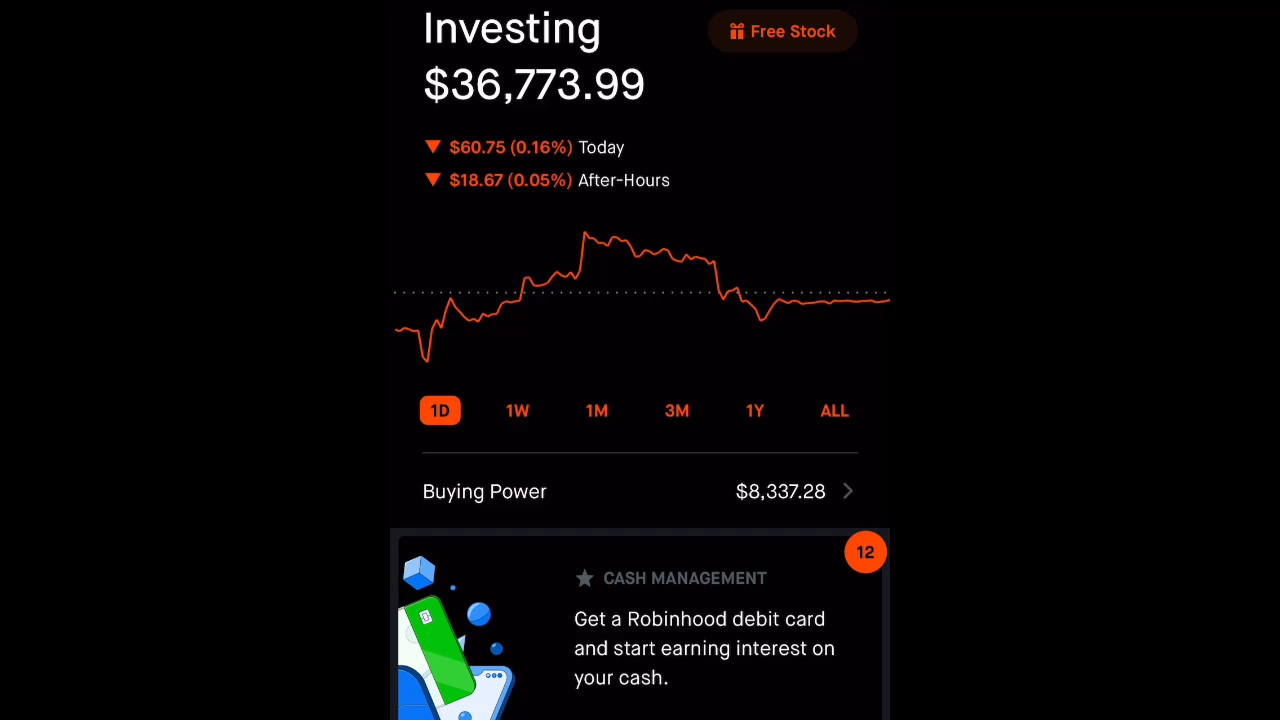 Investing
Free Stock
$36,773.99
$60.75 (0.16%) Today
$18.67 (0.05%) After-Hours
1D 1W 1M 3M 1Y ALL
Buying Power $8,337.28
12
CASH MANAGEMENT
Get a Robinhood debit card
and start earning interest on
your cash.